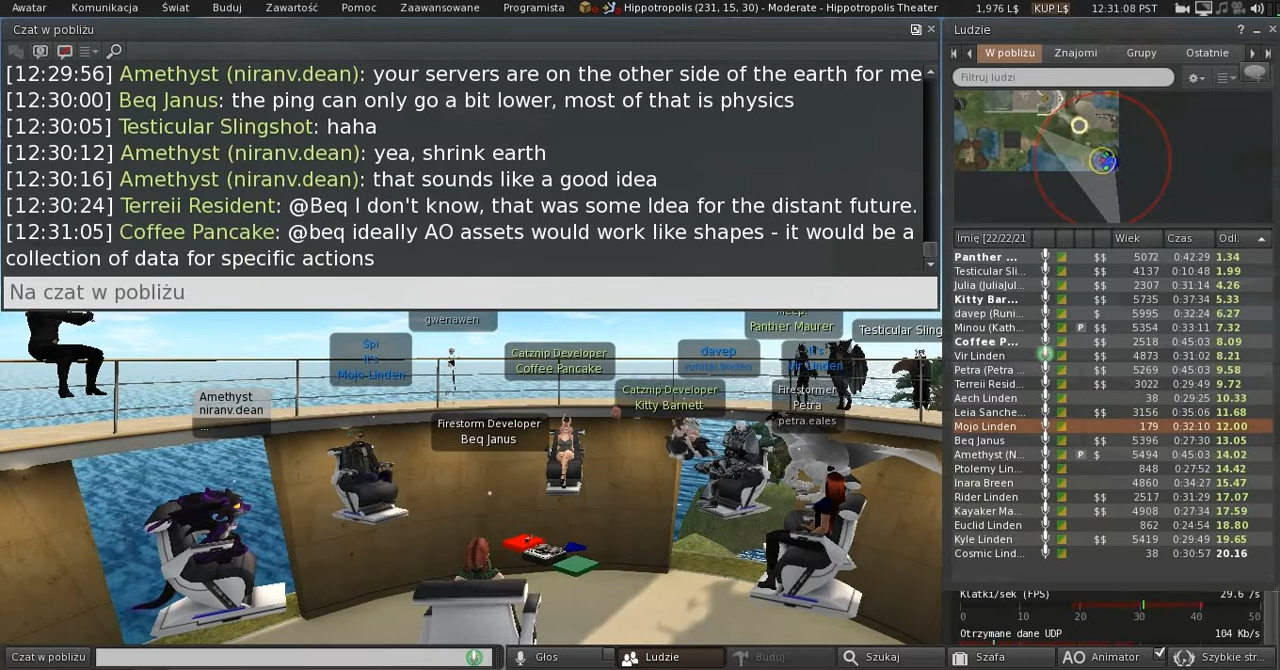 Awatar Komunikacja Świat Buduj Zawartość Pomoc Zaawansowane Programista Hippotropolis (231, 15, 30) - Moderate - Hippotropolis Theater 1,976 L$ KUP L$ 12:31:08 PST
Czat w pobliżu
[12:29:56] Amethyst (niranv.dean): your servers are on the other side of the earth for me
[12:30:00] Beq Janus: the ping can only go a bit lower, most of that is physics
[12:30:05] Testicular Slingshot: haha
[12:30:12] Amethyst (niranv.dean): yea, shrink earth
[12:30:16] Amethyst (niranv.dean): that sounds like a good idea
[12:30:24] Terreii Resident: @Beq I don't know, that was some Idea for the distant future.
[12:31:05] Coffee Pancake: @beq ideally AO assets would work like shapes - it would be a
collection of data for specific actions
Na czat w pobliżu
gwenawen
Panther Maurer
Testicular Sling
Spi
it's
Mojo Linden
Catznip Developer
Coffee Pancake
davep
runitai linden
it's
Vir Linden
Catznip Developer
Kitty Barnett
Firestormer
Petra
petra.eales
Amethyst
niranv.dean
...
Firestorm Developer
Beq Janus
Ludzie ? _ ×
W pobliżu Znajomi Grupy Ostatnie
Filtruj ludzi
Imię [22/22/21 Wiek Czas Odl.
Panther ... $$ 5072 0:42:29 1.34
Testicular Sli... $$ 4137 0:10:48 1.99
Julia (JuliaJul... $$ 2307 0:31:14 4.26
Kitty Bar... $$ 5735 0:37:34 5.33
davep (Runi... $ 5995 0:32:24 6.27
Minou (Kath... P $$ 5354 0:33:11 7.32
Coffee P... $$ 2518 0:45:03 8.09
Vir Linden $$ 4873 0:31:02 8.21
Petra (Petra ... $$ 5269 0:45:03 9.58
Terreii Resid... $$ 3022 0:29:49 9.72
Aech Linden 38 0:29:25 10.33
Leia Sanche... $$ 3156 0:35:06 11.68
Mojo Linden 179 0:32:10 12.00
Beq Janus $$ 5396 0:27:30 13.05
Amethyst (N... P $ 5494 0:45:03 14.02
Ptolemy Lin... 848 0:27:52 14.42
Inara Breen 4860 0:34:27 15.47
Rider Linden $$ 2517 0:31:29 17.07
Kayaker Ma... $$ 4908 0:27:34 17.59
Euclid Linden 862 0:24:54 18.80
Kyle Linden $$ 5419 0:29:49 19.65
Cosmic Lind... 38 0:30:57 20.16
Klatki/sek (FPS) 29.6 /s
0 10 20 30 40 50
Otrzymane dane UDP 104 Kb/s
Czat w pobliżu Głos Ludzie Buduj Szukaj Szafa AO Animator Szybkie str...